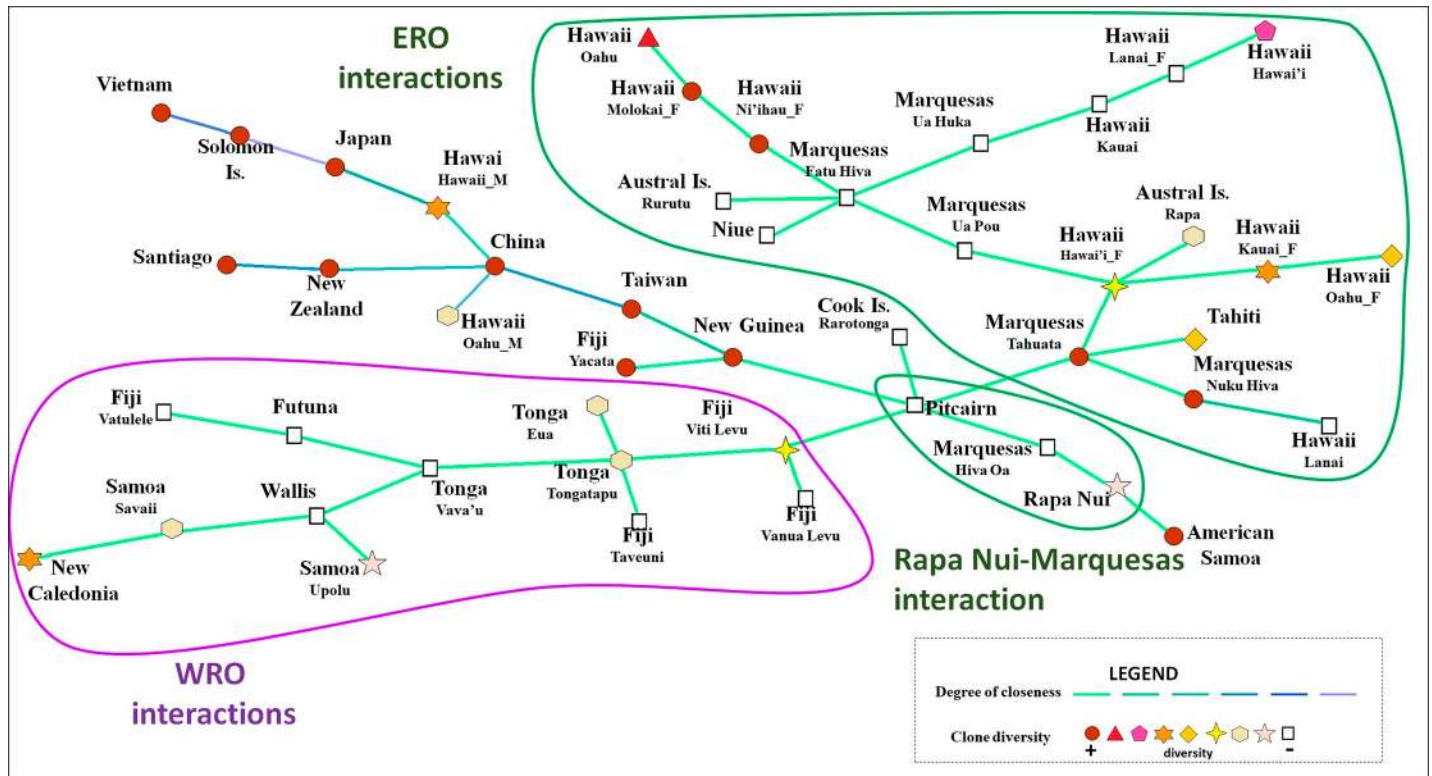 ERO
interactions
Hawaii
Oahu
Hawaii
Molokai_F
Hawaii
Ni'ihau_F
Hawaii
Lanai_F
Hawaii
Hawai'i
Vietnam
Solomon
Is.
Japan
Hawai
Hawaii_M
Marquesas
Ua Huka
Hawaii
Kauai
Marquesas
Fatu Hiva
Austral Is.
Rurutu
Niue
Marquesas
Ua Pou
Hawaii
Hawai'i_F
Austral Is.
Rapa
Hawaii
Kauai_F
Hawaii
Oahu_F
Santiago
New
Zealand
China
Hawaii
Oahu_M
Taiwan
New Guinea
Fiji
Yacata
Cook Is.
Rarotonga
Marquesas
Tahuata
Tahiti
Marquesas
Nuku Hiva
Hawaii
Lanai
Fiji
Vatulele
Futuna
Tonga
Eua
Fiji
Viti Levu
Pitcairn
Marquesas
Hiva Oa
Rapa Nui
American
Samoa
Samoa
Savaii
Wallis
Tonga
Vava'u
Tonga
Tongatapu
Fiji
Taveuni
Fiji
Vanua Levu
New
Caledonia
Samoa
Upolu
Rapa Nui-Marquesas
interaction
WRO
interactions
LEGEND
Degree of closeness
Clone diversity
+ diversity -